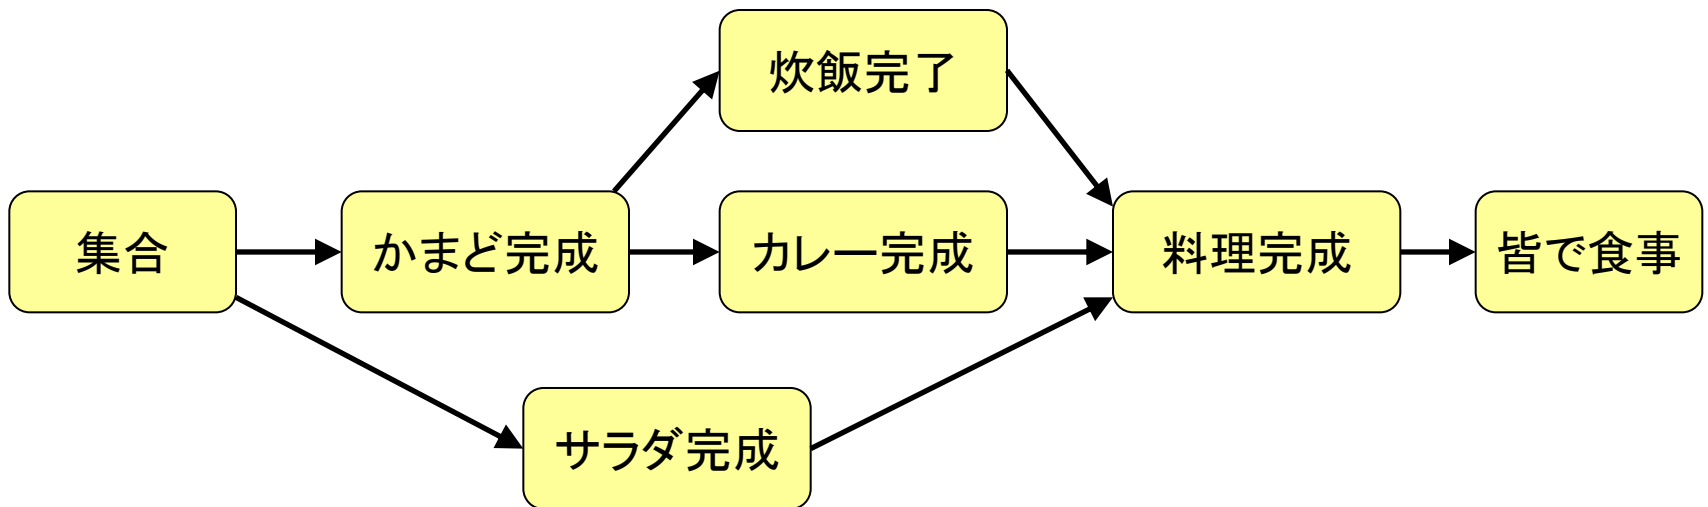 炊飯完了
集合
かまど完成
カレー完成
料理完成
皆で食事
サラダ完成